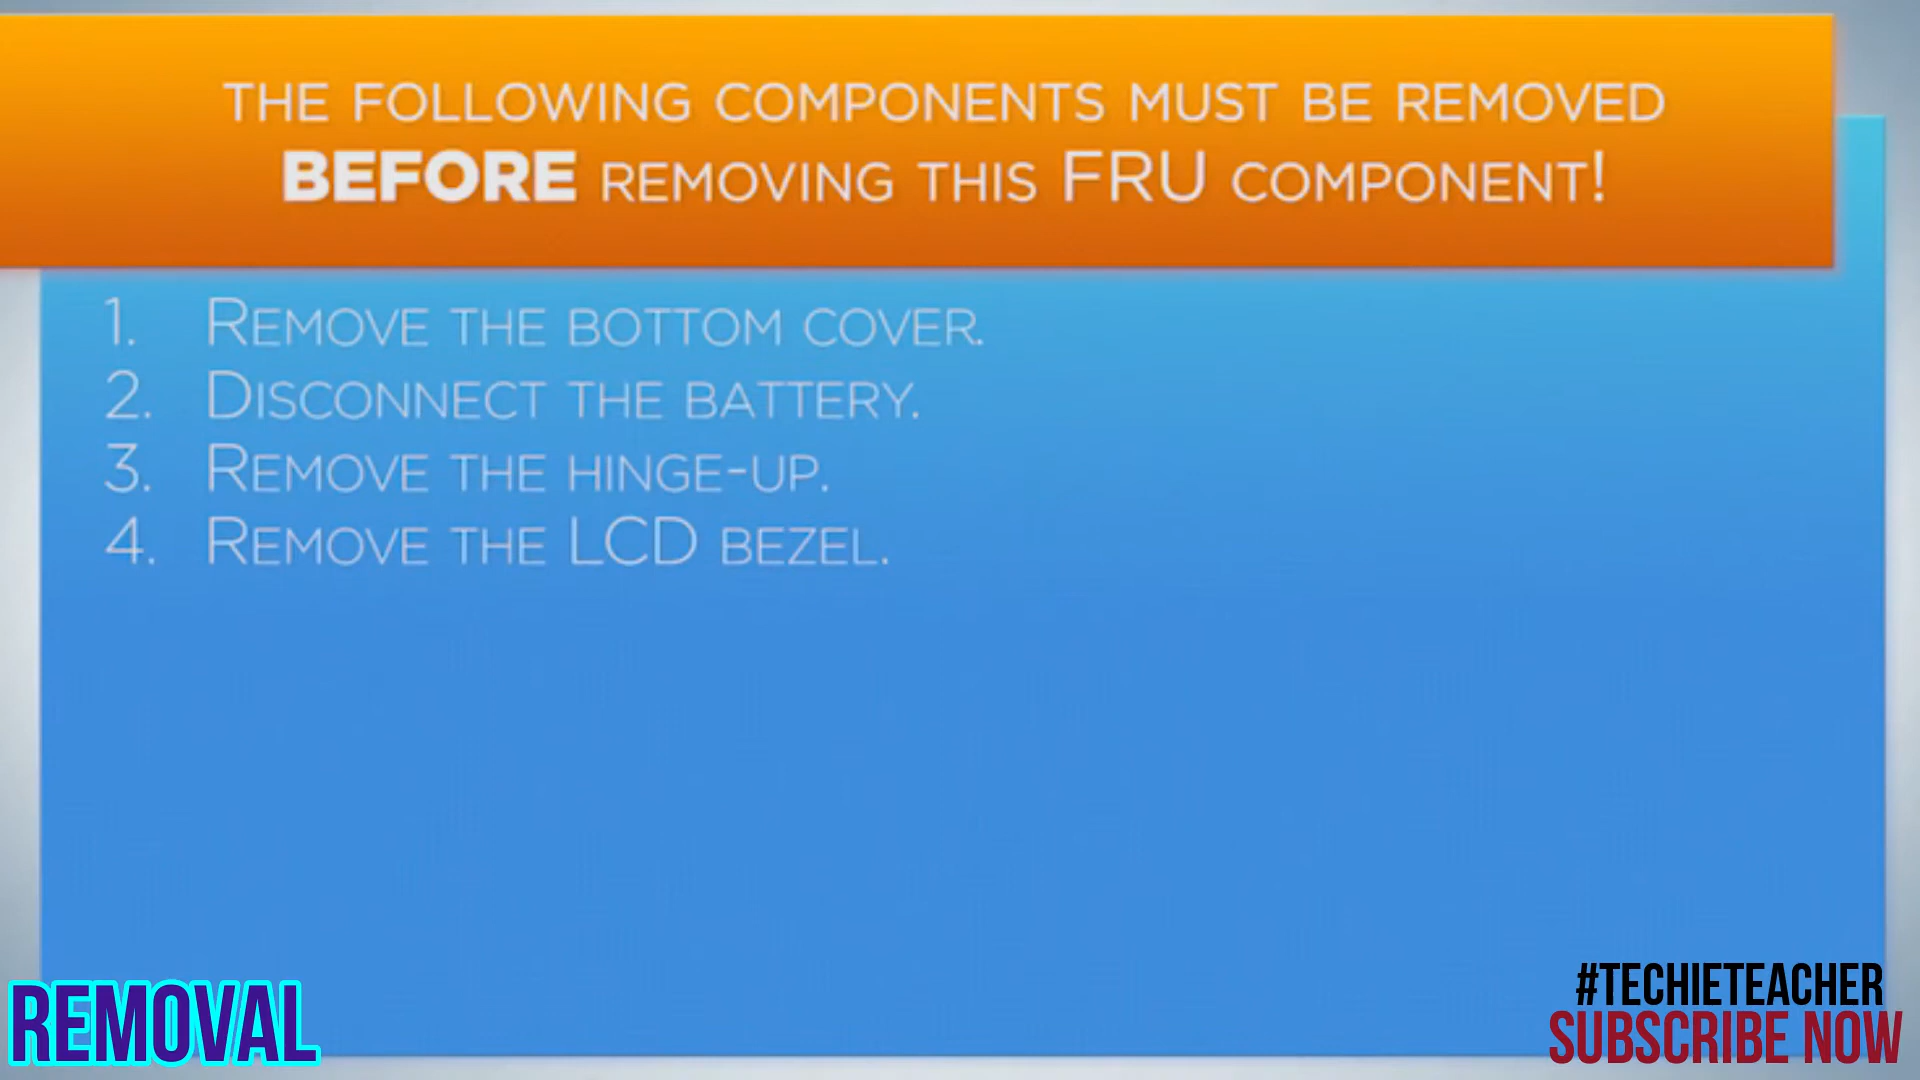 THE FOLLOWING COMPONENTS MUST BE REMOVED
BEFORE REMOVING THIS FRU COMPONENT!
1. REMOVE THE BOTTOM COVER.
2. DISCONNECT THE BATTERY.
3. REMOVE THE HINGE-UP.
4. REMOVE THE LCD BEZEL.
REMOVAL
#TECHIETEACHER
SUBSCRIBE NOW